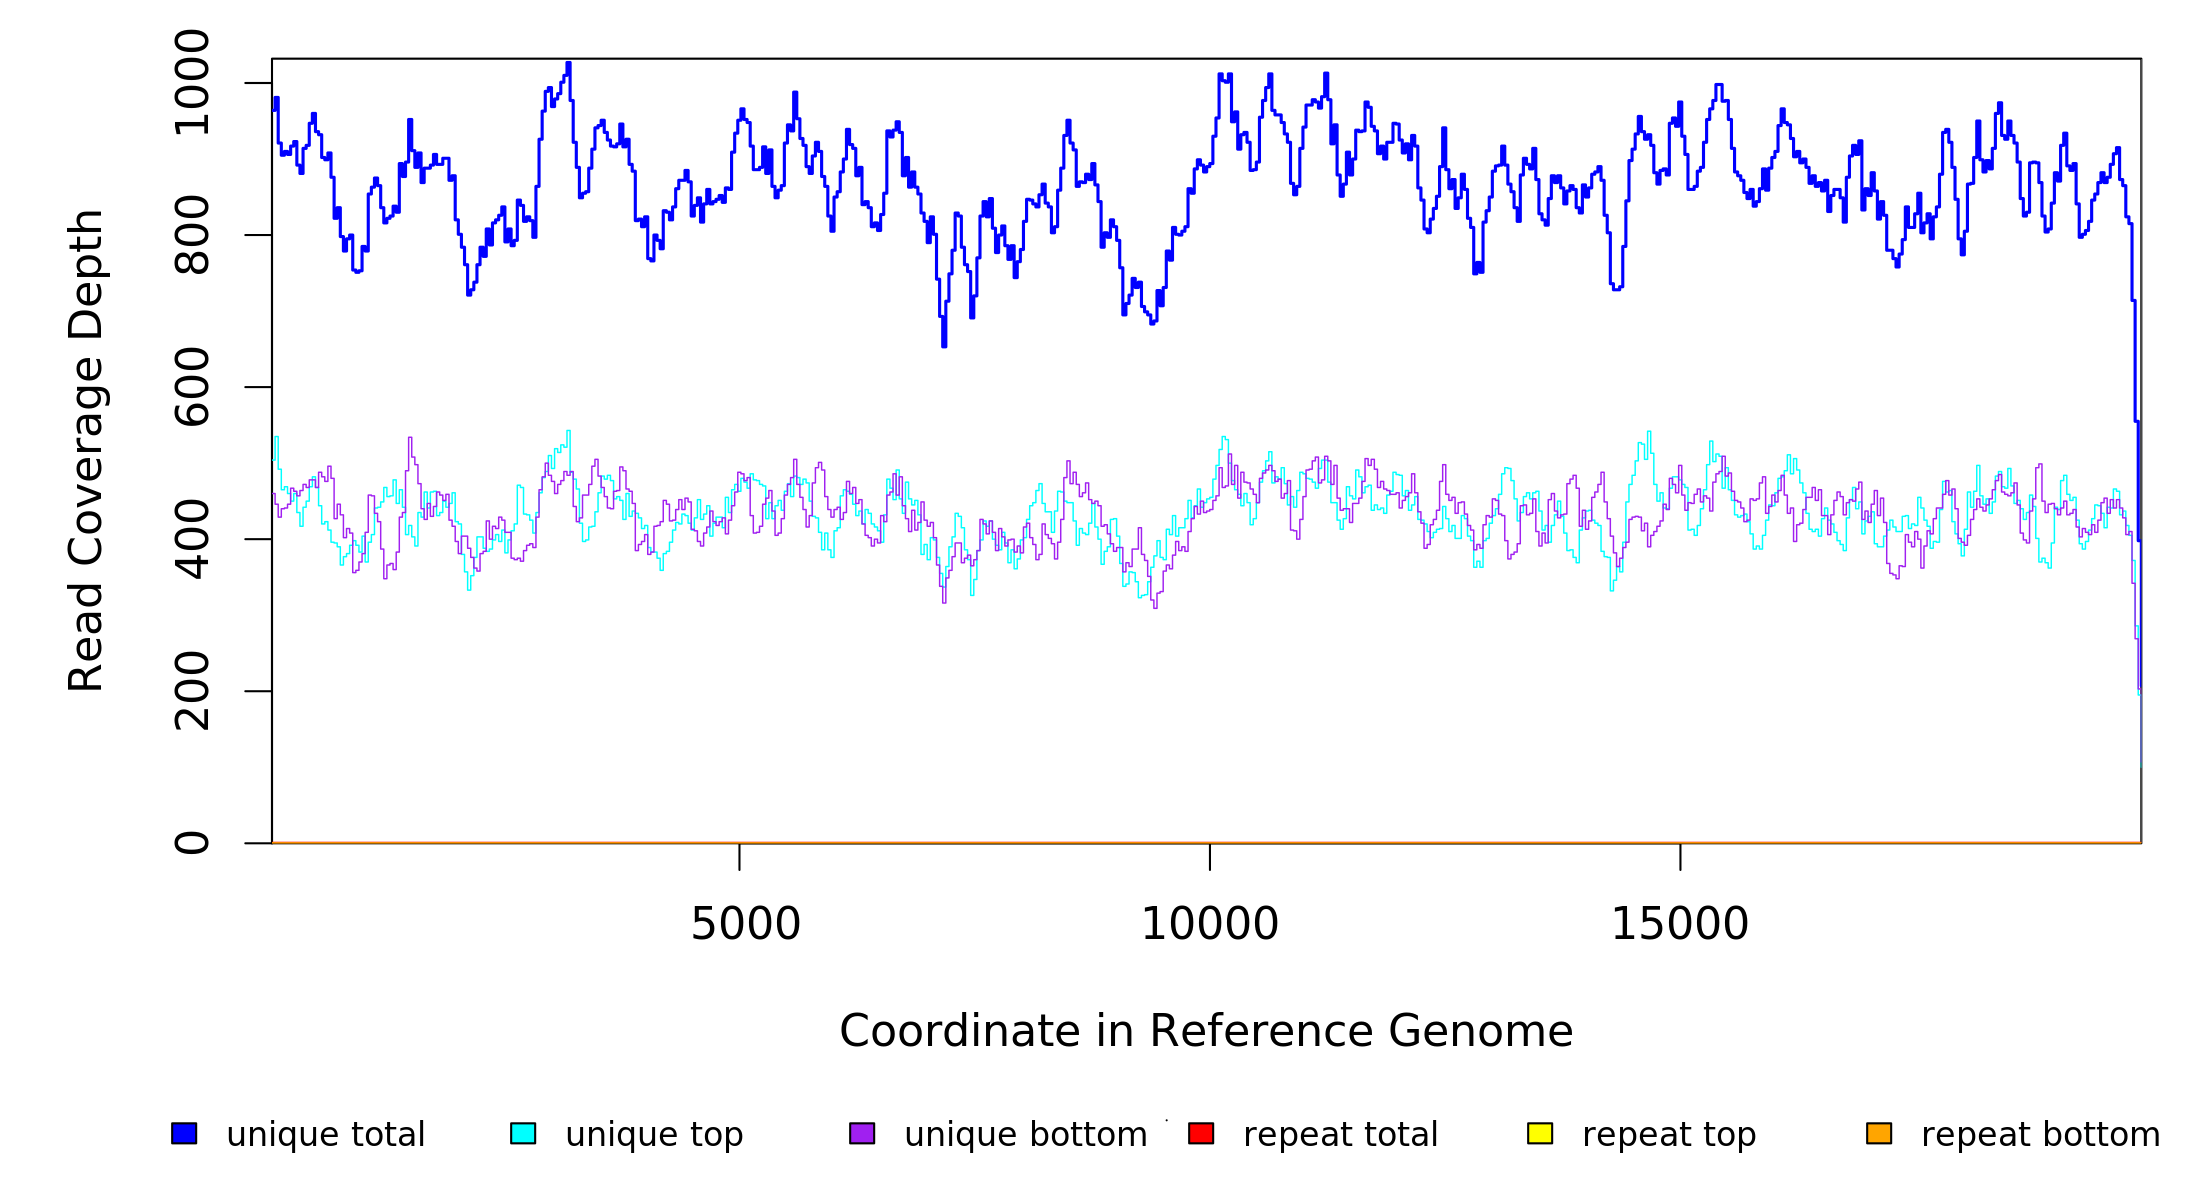 Read Coverage Depth
1000
800
600
400
200
0
5000 10000 15000
Coordinate in Reference Genome
unique total unique top unique bottom repeat total repeat top repeat bottom